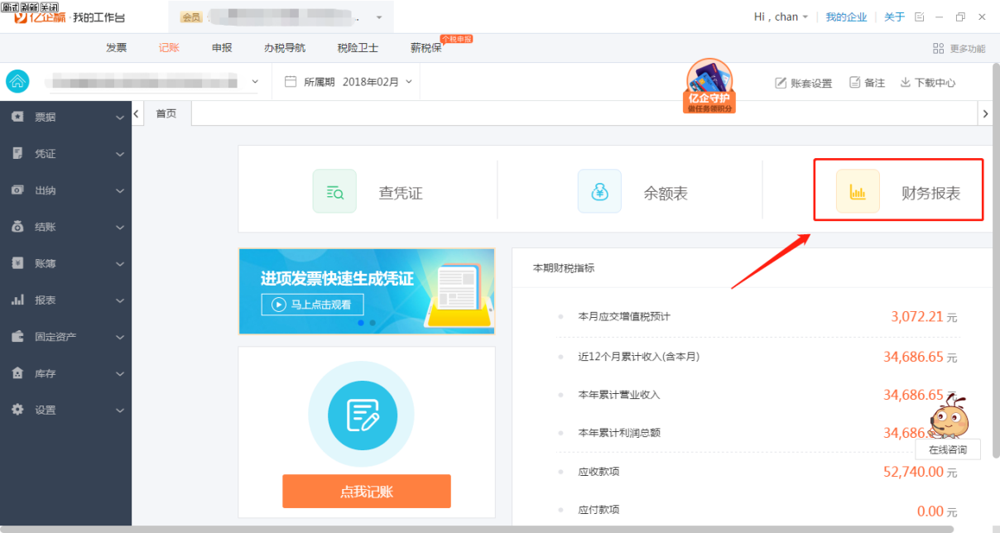 测试 刷新 关闭
亿企赢 · 我的工作台
会员
Hi , chan
我的企业
关于
发票
记账
申报
办税导航
税险卫士
薪税保
个税申报
更多功能
所属期 2018年02月
亿企守护
做任务领积分
账套设置
备注
下载中心
票据
凭证
出纳
结账
账簿
报表
固定资产
库存
设置
首页
查凭证
余额表
财务报表
进项发票快速生成凭证
马上点击观看
点我记账
本期财税指标
本月应交增值税预计 3,072.21 元
近12个月累计收入(含本月) 34,686.65 元
本年累计营业收入 34,686.65 元
本年累计利润总额 34,686.
在线咨询
应收款项 52,740.00 元
应付款项 0.00 元